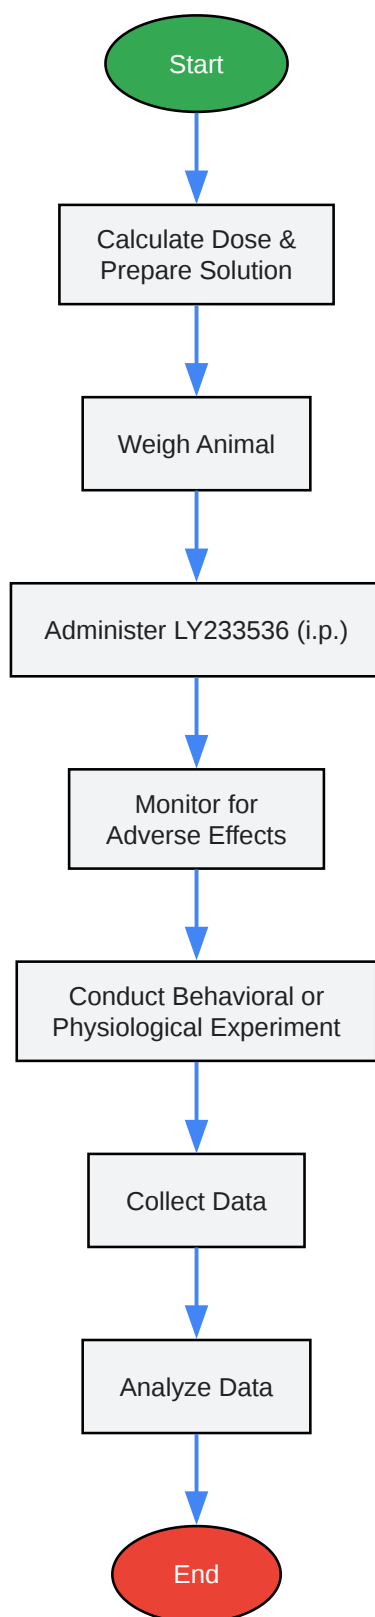 Start
Calculate Dose &
Prepare Solution
Weigh Animal
Administer LY233536 (i.p.)
Monitor for
Adverse Effects
Conduct Behavioral or
Physiological Experiment
Collect Data
Analyze Data
End